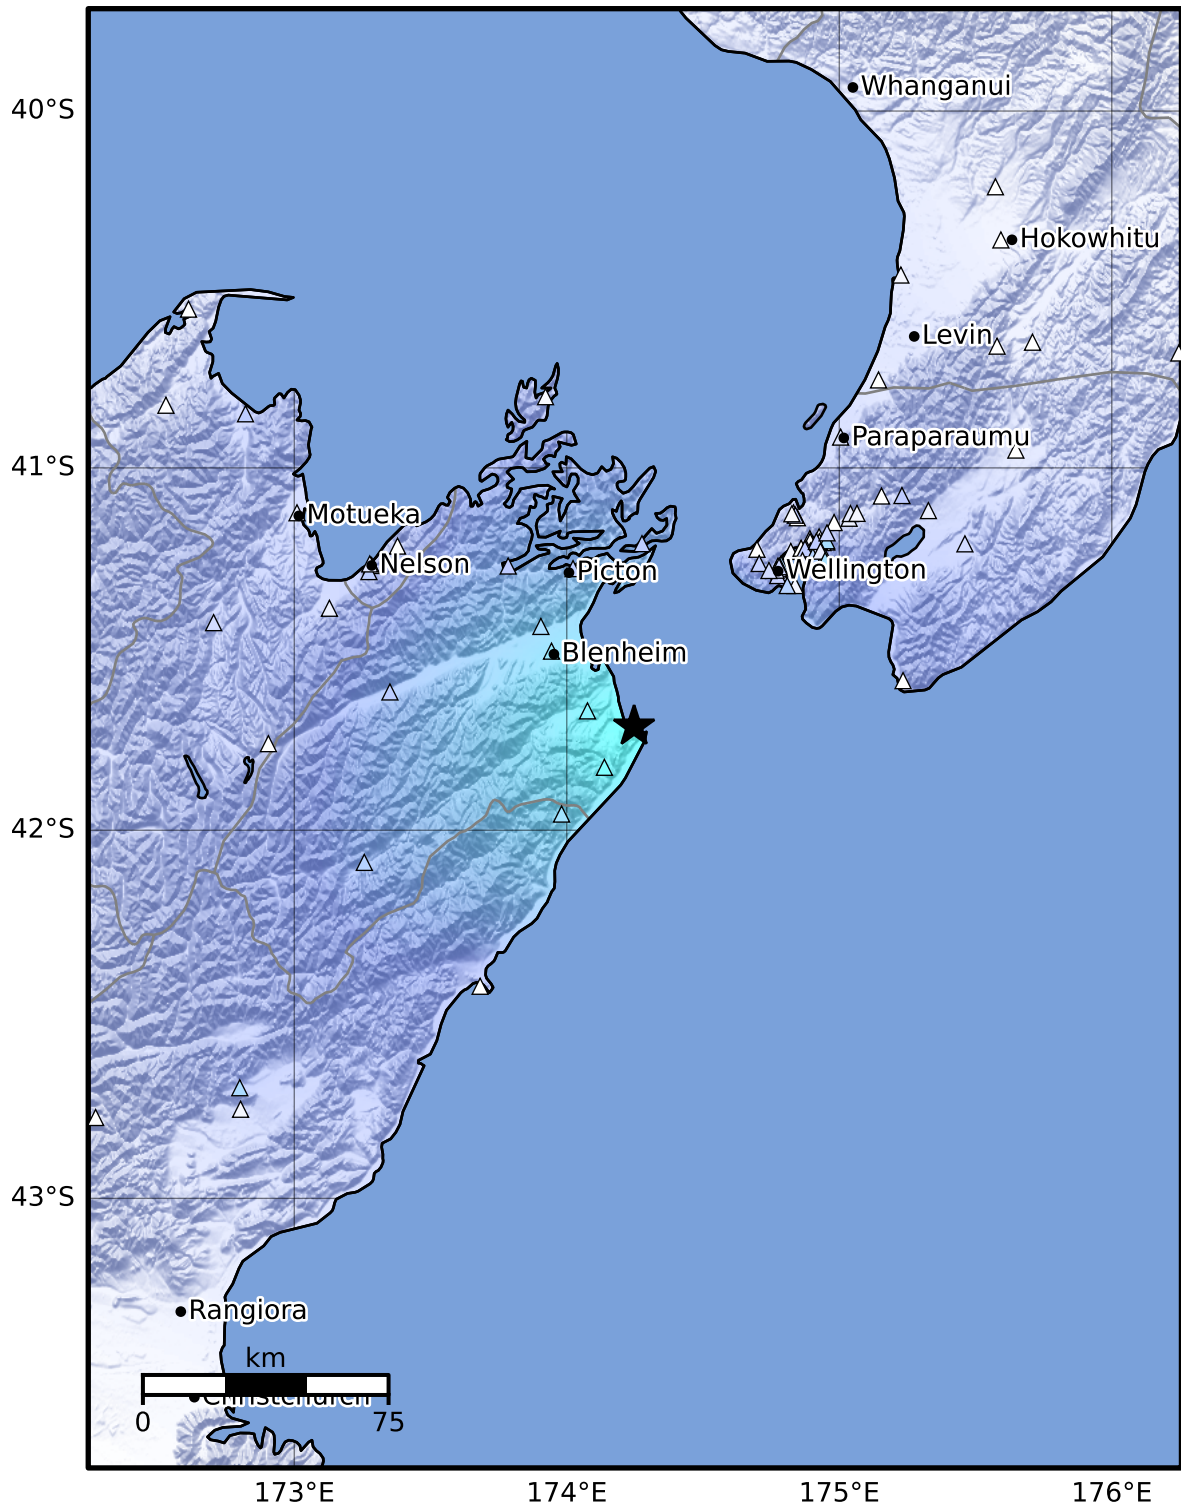 Whanganui
40°S
Hokowhitu
Levin
Paraparaumu
41°S
Motueka
Nelson
Picton
Wellington
Blenheim
42°S
43°S
Rangiora
km
Christchurch
0 75
173°E 174°E 175°E 176°E